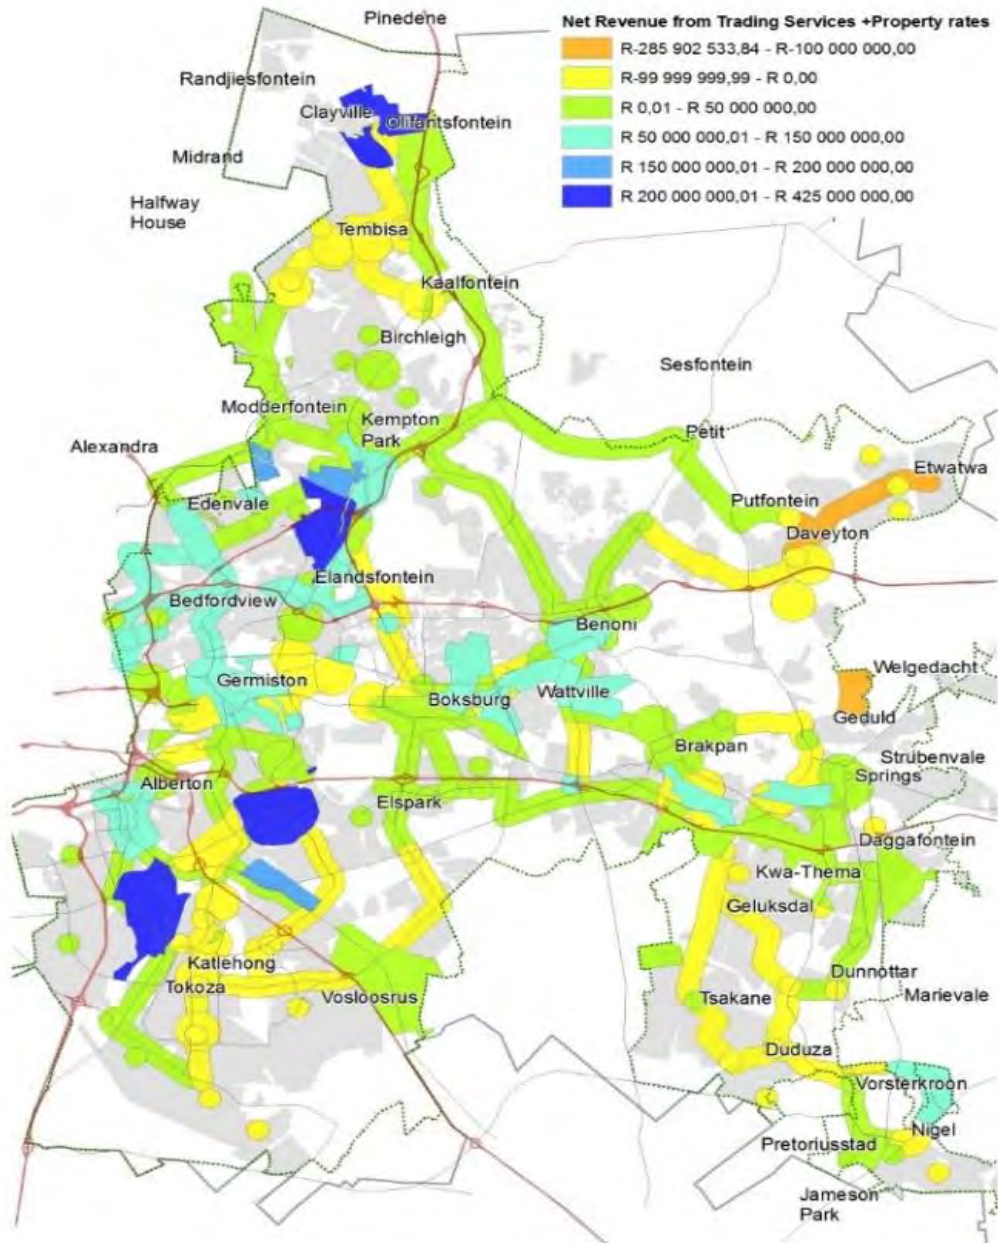 Net Revenue from Trading Services +Property rates
R-285 902 533,84 - R-100 000 000,00
R-99 999 999,99 - R 0,00
R 0,01 - R 50 000 000,00
R 50 000 000,01 - R 150 000 000,00
R 150 000 000,01 - R 200 000 000,00
R 200 000 000,01 - R 425 000 000,00
Pinedene
Randjiesfontein
Clayville
Olifantsfontein
Midrand
Halfway
House
Tembisa
Kaalfontein
Birchleigh
Sesfontein
Modderfontein
Kempton
Park
Petit
Alexandra
Etwatwa
Edenvale
Putfontein
Daveyton
Elandsfontein
Bedfordview
Benoni
Welgedacht
Germiston
Boksburg
Wattville
Geduld
Brakpan
Strubenvale
Springs
Alberton
Elspark
Daggafontein
Kwa-Thema
Geluksdal
Katlehong
Tokoza
Vosloosrus
Dunnottar
Tsakane
Marievale
Duduza
Vorsterkroon
Nigel
Pretoriusstad
Jameson
Park